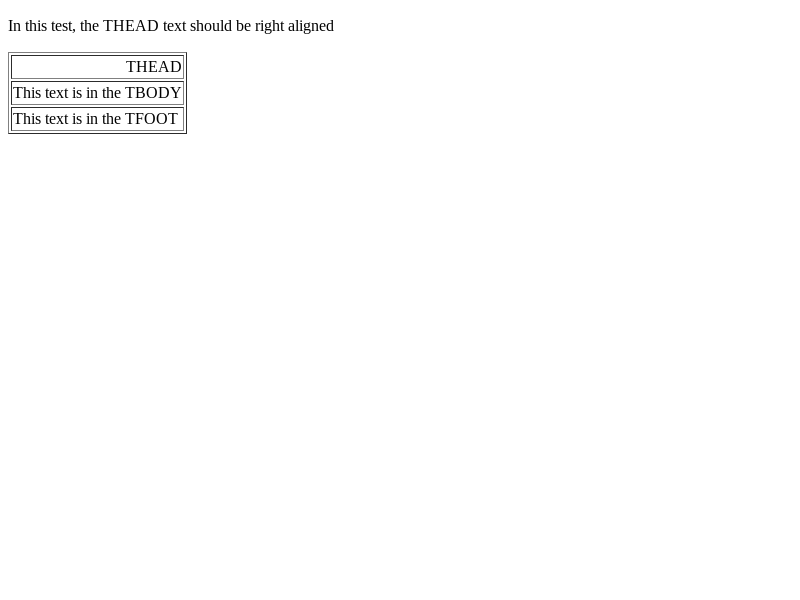 In this test, the THEAD text should be right aligned
THEAD
This text is in the TBODY
This text is in the TFOOT